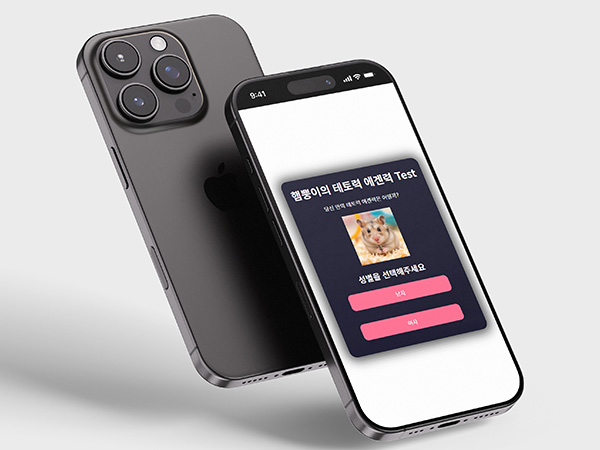 9:41
햄뿡이의 테토력 에겐력 Test
당신 만의 테토력 에겐력은 어떨까?
성별을 선택해주세요
남자
여자